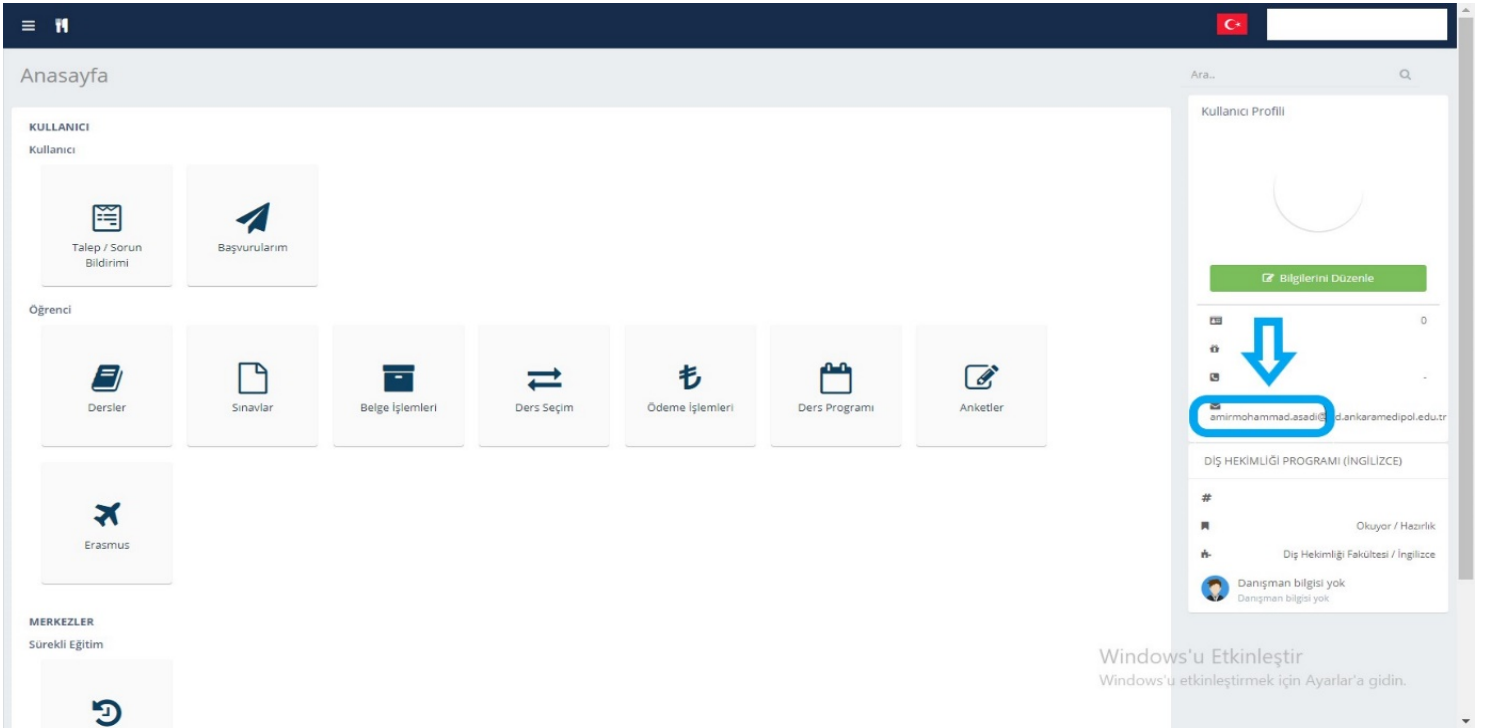 Anasayfa
Ara..
KULLANICI
Kullanıcı
Talep / Sorun
Bildirimi
Başvurularım
Öğrenci
Dersler
Sınavlar
Belge İşlemleri
Ders Seçim
Ödeme İşlemleri
Ders Programı
Anketler
Erasmus
MERKEZLER
Sürekli Eğitim
Kullanıcı Profili
Bilgilerini Düzenle
0
-
amirmohammad.asadi@ d.ankaramedipol.edu.tr
DİŞ HEKİMLİĞİ PROGRAMI (İNGİLİZCE)
#
Okuyor / Hazırlık
Diş Hekimliği Fakültesi / İngilizce
Danışman bilgisi yok
Danışman bilgisi yok
Windows'u Etkinleştir
Windows'u etkinleştirmek için Ayarlar'a gidin.